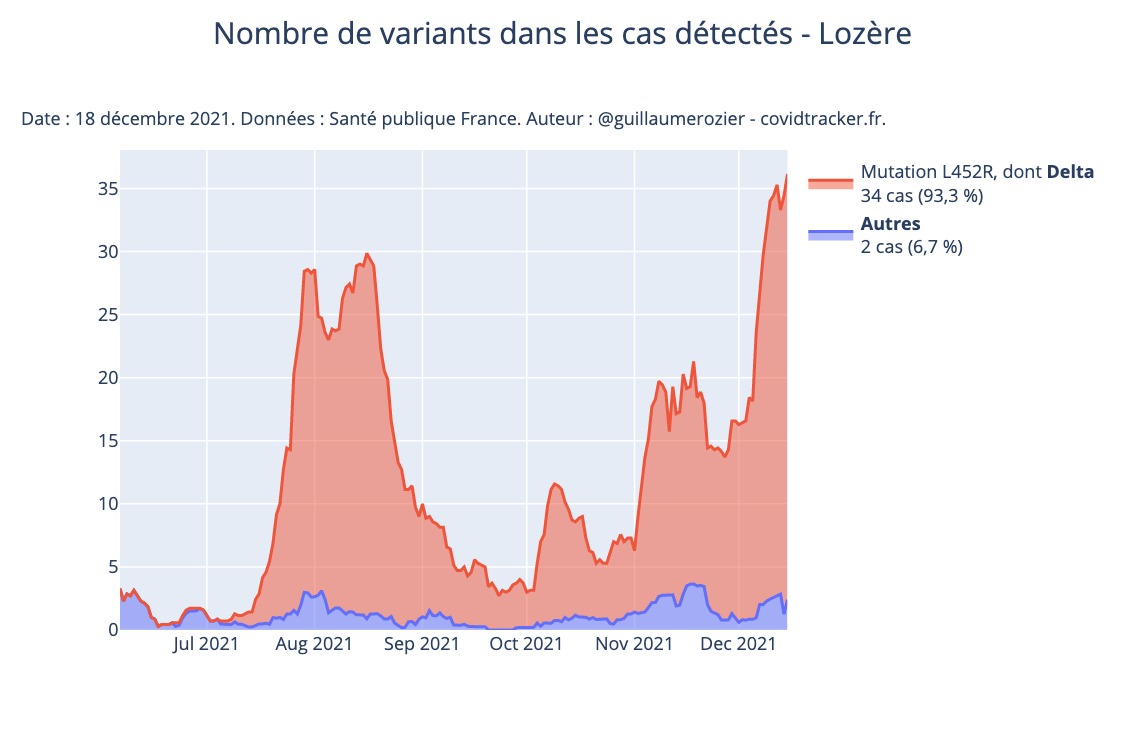 Nombre de variants dans les cas détectés - Lozère
Date : 18 décembre 2021. Données : Santé publique France. Auteur : @guillaumerozier - covidtracker.fr.
Mutation L452R, dont Delta
34 cas (93,3 %)
Autres
2 cas (6,7 %)
35
30
25
20
15
10
5
0
Jul 2021 Aug 2021 Sep 2021 Oct 2021 Nov 2021 Dec 2021